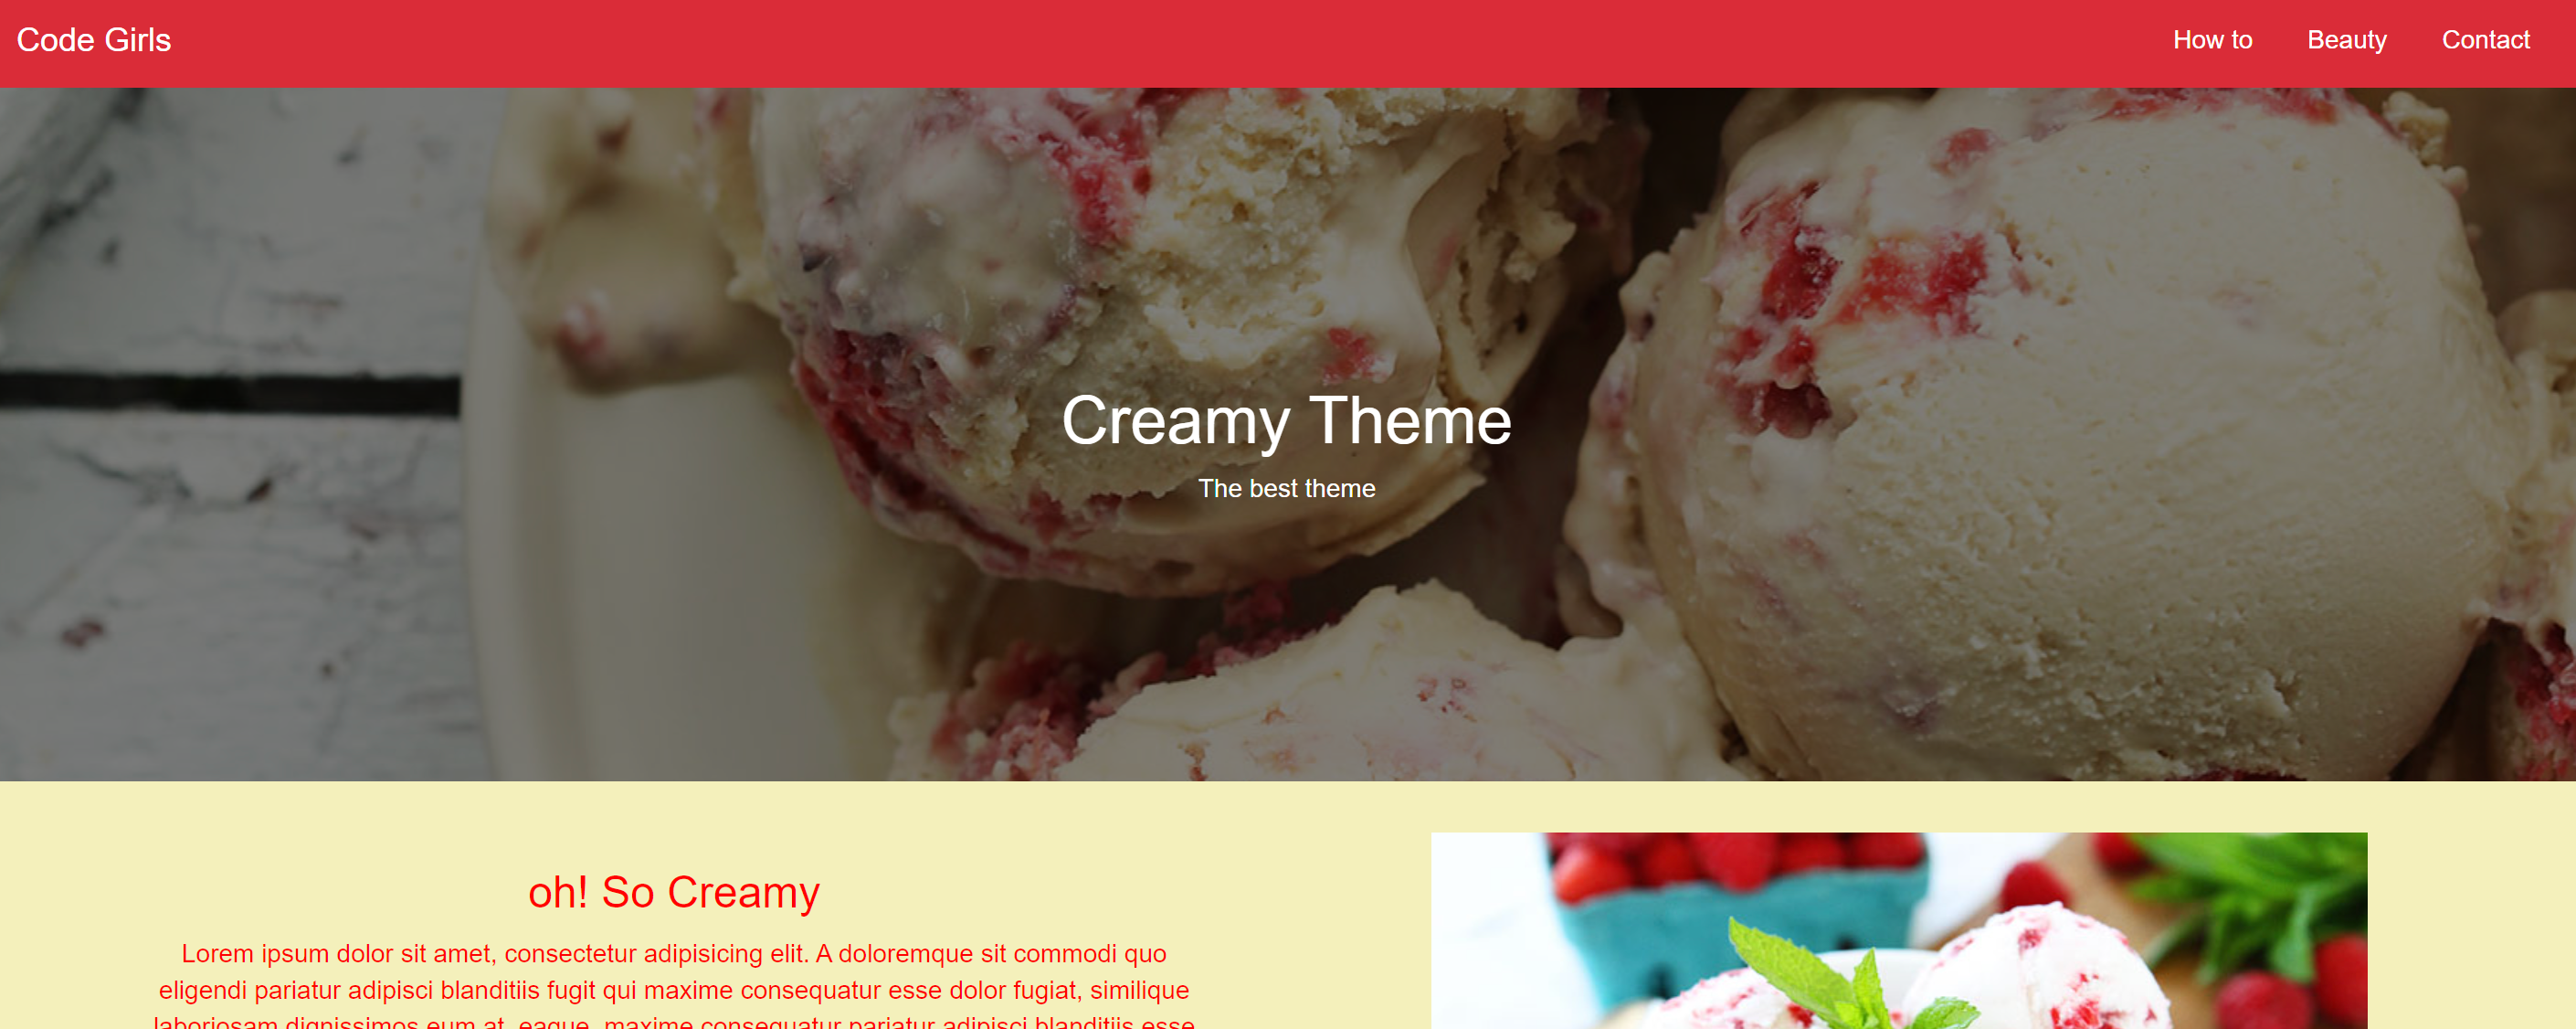 Code Girls
How to
Beauty
Contact
Creamy Theme
The best theme
oh! So Creamy
Lorem ipsum dolor sit amet, consectetur adipisicing elit. A doloremque sit commodi quo
eligendi pariatur adipisci blanditiis fugit qui maxime consequatur esse dolor fugiat, similique
laboriosam dignissimos eum at, eaque, maxime consequatur pariatur adipisci blanditiis esse